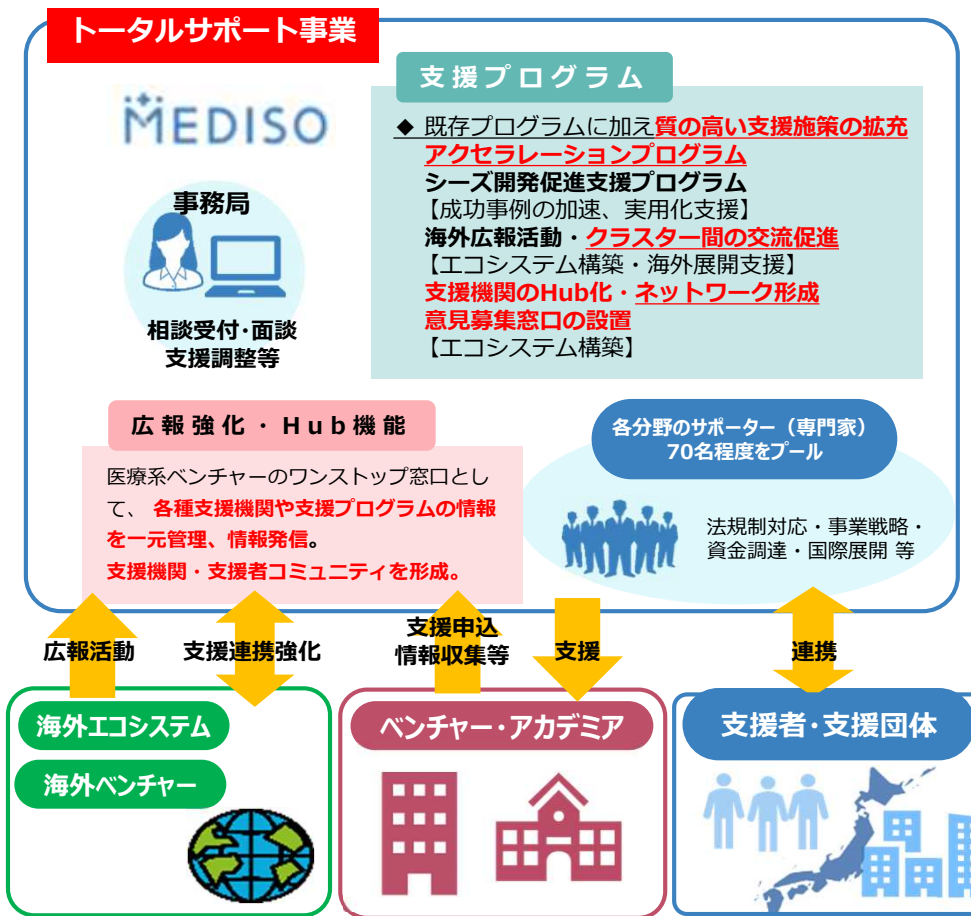 トータルサポート事業
MEDISO
事務局
相談受付・面談
支援調整等
支援プログラム
◆ 既存プログラムに加え質の高い支援施策の拡充
アクセラレーションプログラム
シーズ開発促進支援プログラム
【成功事例の加速、実用化支援】
海外広報活動・クラスター間の交流促進
【エコシステム構築・海外展開支援】
支援機関のHub化・ネットワーク形成
意見募集窓口の設置
【エコシステム構築】
広報強化・Hub機能
医療系ベンチャーのワンストップ窓口とし
て、 各種支援機関や支援プログラムの情報
を一元管理、情報発信。
支援機関・支援者コミュニティを形成。
各分野のサポーター（専門家）
70名程度をプール
法規制対応・事業戦略・
資金調達・国際展開 等
広報活動
支援連携強化
支援申込
情報収集等
支援
連携
海外エコシステム
海外ベンチャー
ベンチャー・アカデミア
支援者・支援団体